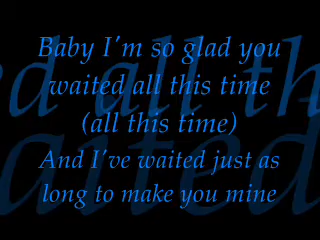 Baby I'm so glad you
waited all this time
(all this time)
And I've waited just as
long to make you mine